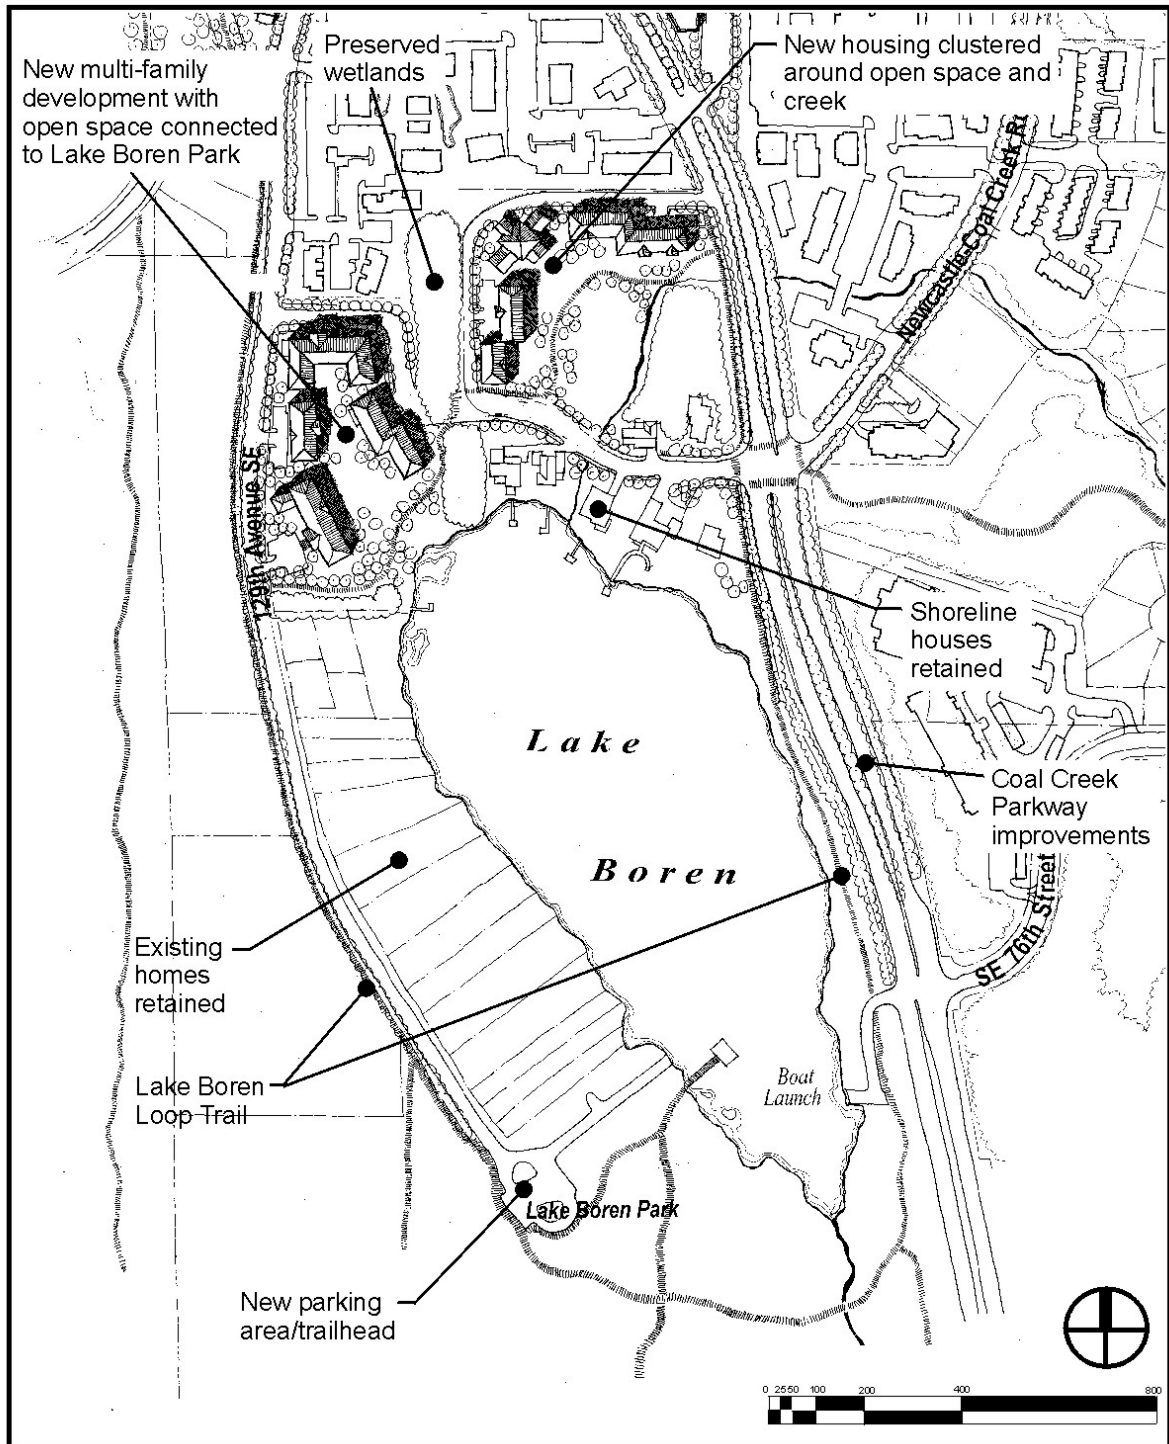 New multi-family
development with
open space connected
to Lake Boren Park
Preserved
wetlands
New housing clustered
around open space and
creek
Newcastle Coal Creek R
129th Avenue SE
Shoreline
houses
retained
Lake
Boren
Coal Creek
Parkway
improvements
SE 76th Street
Existing
homes
retained
Lake Boren
Loop Trail
Boat
Launch
Lake Boren Park
New parking
area/trailhead
0 25 50 100 200 400 800